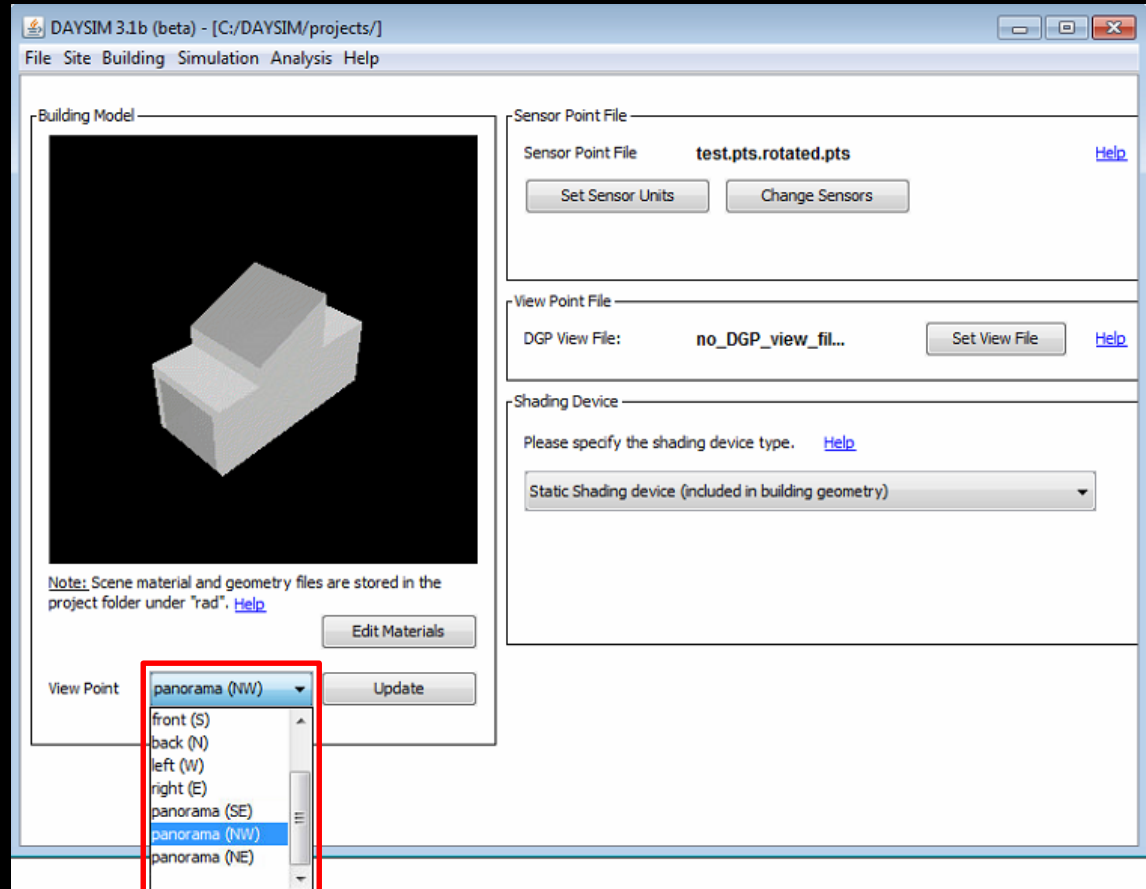 DAYSIM 3.1b (beta) - [C:/DAYSIM/projects/]
File Site Building Simulation Analysis Help
Building Model
Note: Scene material and geometry files are stored in the
project folder under "rad". Help
Edit Materials
View Point
panorama (NW)
Update
front (S)
back (N)
left (W)
right (E)
panorama (SE)
panorama (NW)
panorama (NE)
Sensor Point File
Sensor Point File test.pts.rotated.pts Help
Set Sensor Units Change Sensors
View Point File
DGP View File: no_DGP_view_fil... Set View File Help
Shading Device
Please specify the shading device type. Help
Static Shading device (included in building geometry)